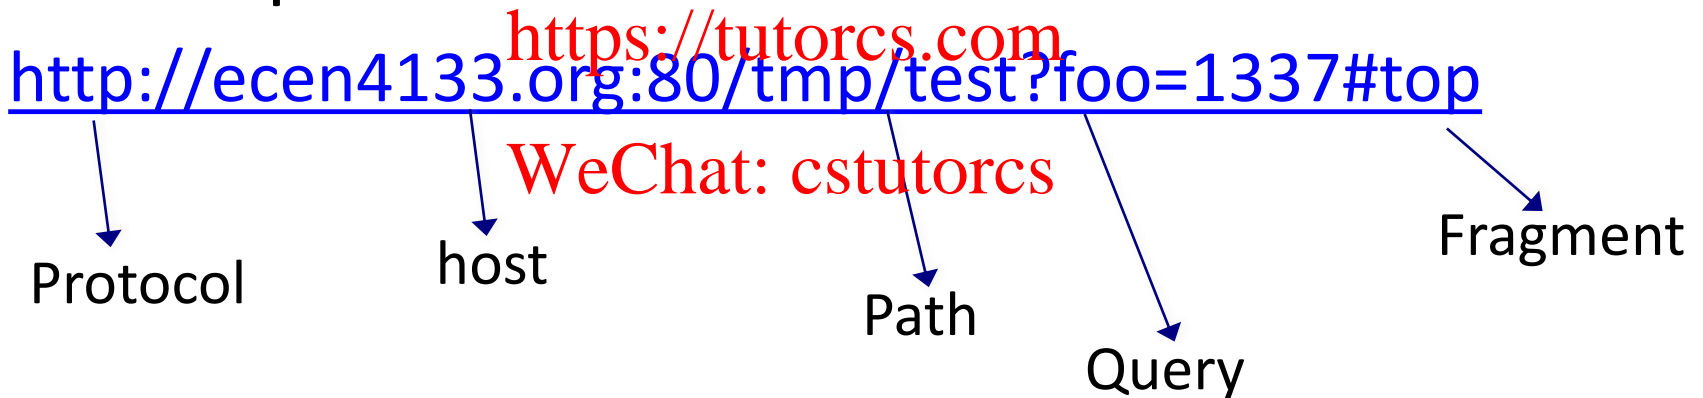 https://tutorcs.com
http://ecen4133.org:80/tmp/test?foo=1337#top
WeChat: cstutorcs
Protocol
host
Path
Query
Fragment